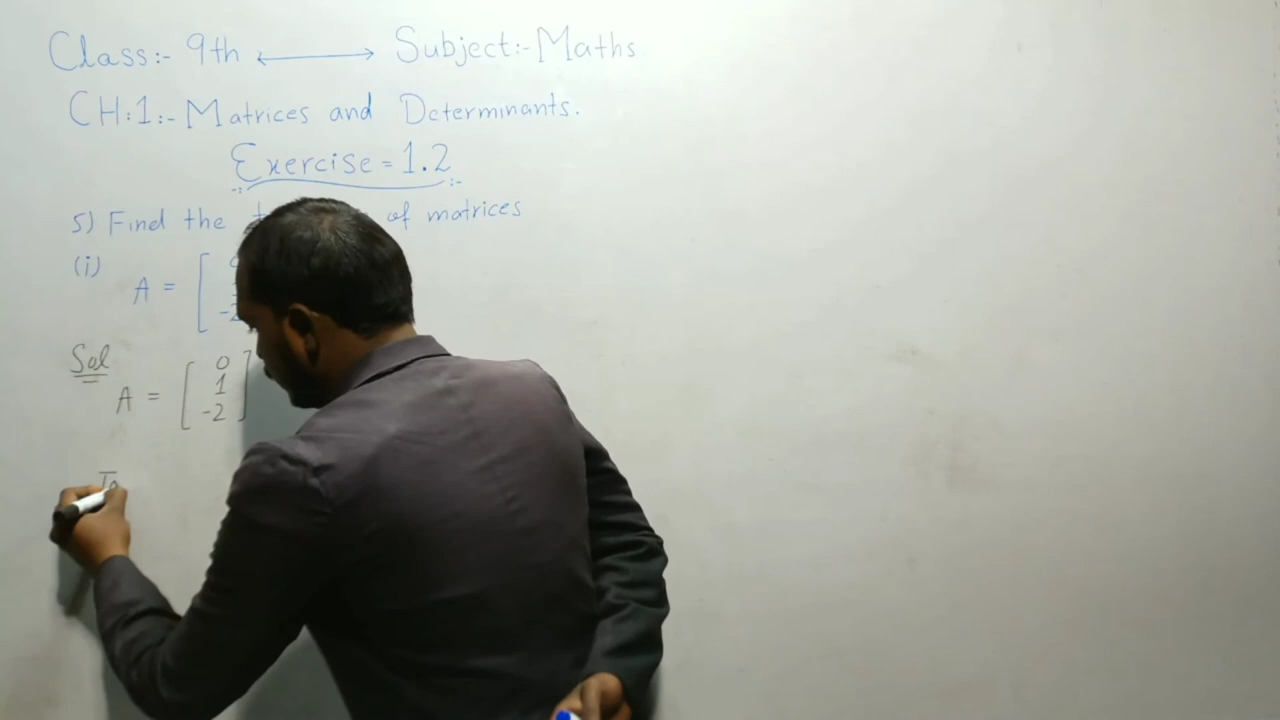 Class:- 9th ⟷ Subject:- Maths
CH:1:- Matrices and Determinants.
Exercise = 1.2
5) Find the of matrices
(i)
A = [
Sol
A = [ 0
1
-2 ]
To